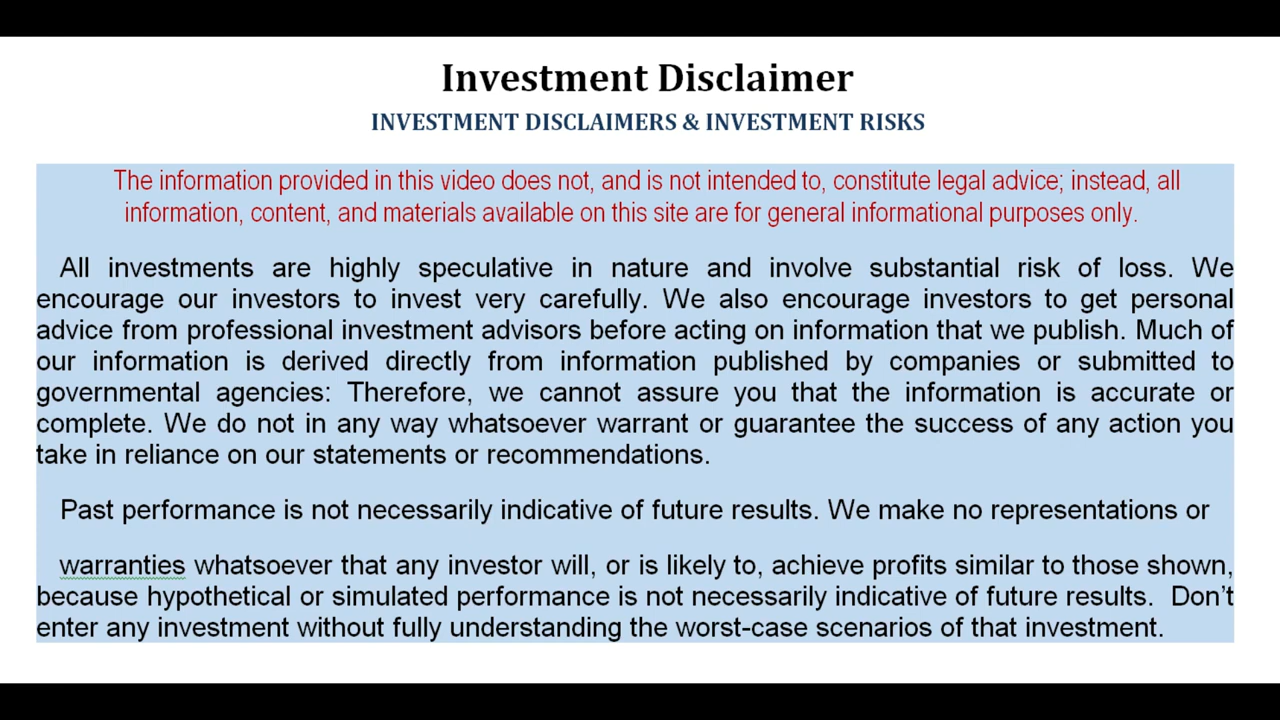 Investment Disclaimer
INVESTMENT DISCLAIMERS & INVESTMENT RISKS
The information provided in this video does not, and is not intended to, constitute legal advice; instead, all
information, content, and materials available on this site are for general informational purposes only.
All investments are highly speculative in nature and involve substantial risk of loss. We
encourage our investors to invest very carefully. We also encourage investors to get personal
advice from professional investment advisors before acting on information that we publish. Much of
our information is derived directly from information published by companies or submitted to
governmental agencies: Therefore, we cannot assure you that the information is accurate or
complete. We do not in any way whatsoever warrant or guarantee the success of any action you
take in reliance on our statements or recommendations.
Past performance is not necessarily indicative of future results. We make no representations or
warranties whatsoever that any investor will, or is likely to, achieve profits similar to those shown,
because hypothetical or simulated performance is not necessarily indicative of future results.  Don’t
enter any investment without fully understanding the worst-case scenarios of that investment.